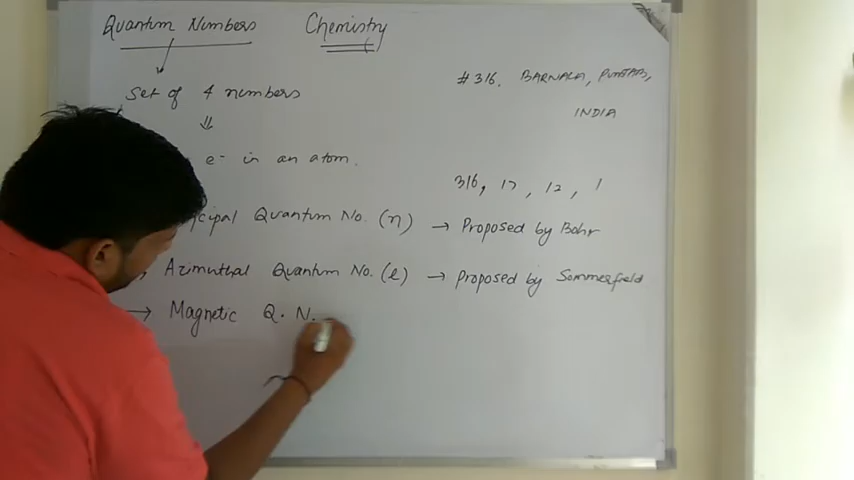 Quantum Numbers Chemistry
Set of 4 numbers
#316. BARNALA, PUNJAB,
INDIA
e- in an atom.
316, 17, 12, 1
Quantum No. (n) → Proposed by Bohr
Azimuthal Quantum No. (l) → Proposed by Sommerfeld
→ Magnetic Q. N.